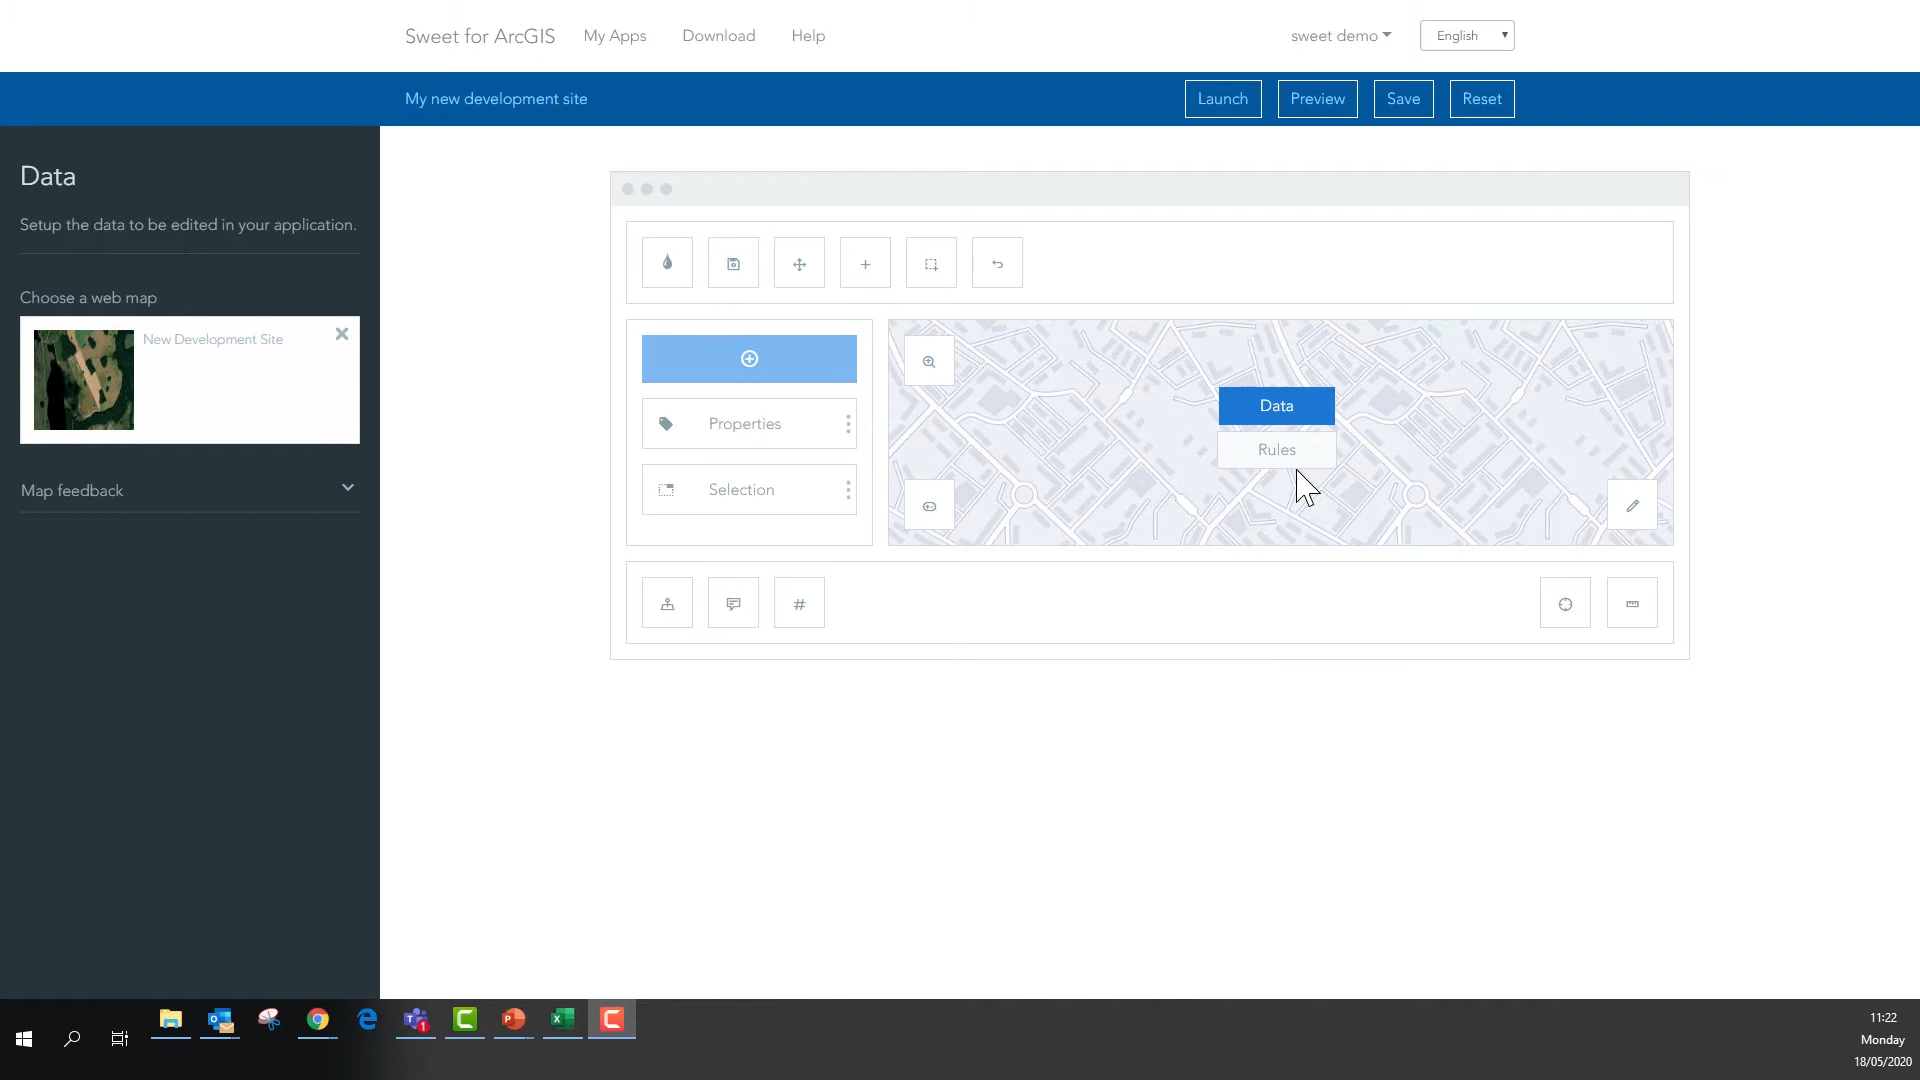 Sweet for ArcGIS My Apps Download Help sweet demo English
My new development site Launch Preview Save Reset
Data
Setup the data to be edited in your application.
Choose a web map
New Development Site
Map feedback
Properties
Selection
Data
Rules
11:22
Monday
18/05/2020